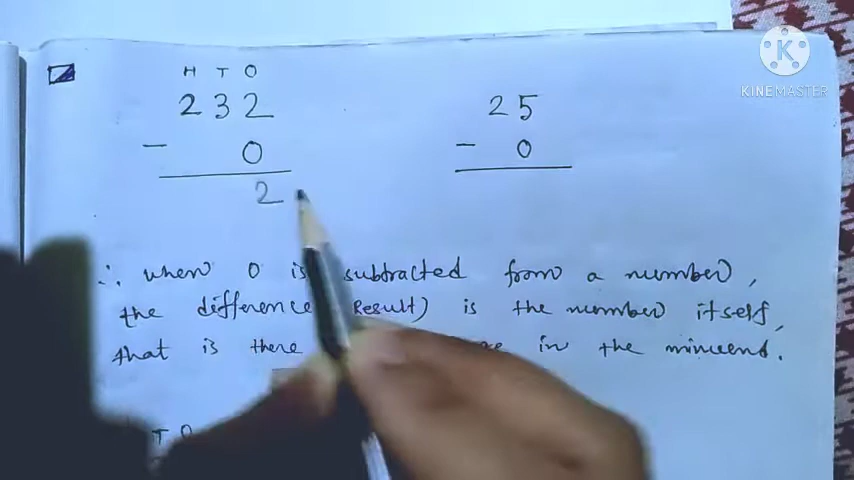 H T O
232 25
− 0 − 0
2
∴ when 0 is subtracted from a number,
the difference Result) is the number itself,
that is there in the minuend.
T O
K
KINEMASTER